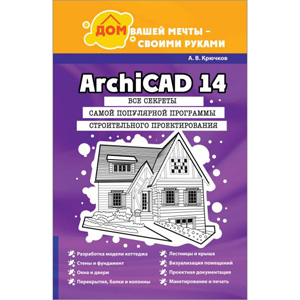 ДОМ ВАШЕЙ МЕЧТЫ –
СВОИМИ РУКАМИ
А. В. Крючков
ArchiCAD 14
ВСЕ СЕКРЕТЫ
САМОЙ ПОПУЛЯРНОЙ ПРОГРАММЫ
СТРОИТЕЛЬНОГО ПРОЕКТИРОВАНИЯ
Разработка модели коттеджа
Стены и фундамент
Окна и двери
Перекрытия, балки и колонны
Лестницы и крыша
Визуализация помещений
Проектная документация
Макетирование и печать